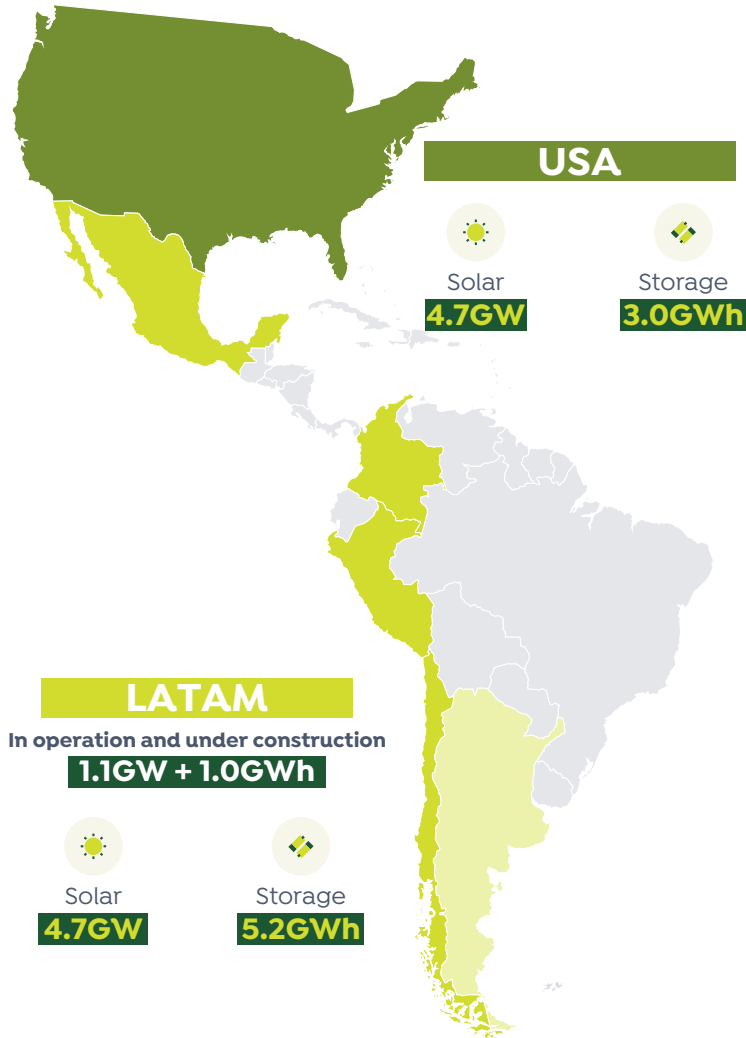 USA
Solar
Storage
4.7GW
3.0GWh
LATAM
In operation and under construction
1.1GW + 1.0GWh
Solar
Storage
4.7GW
5.2GWh